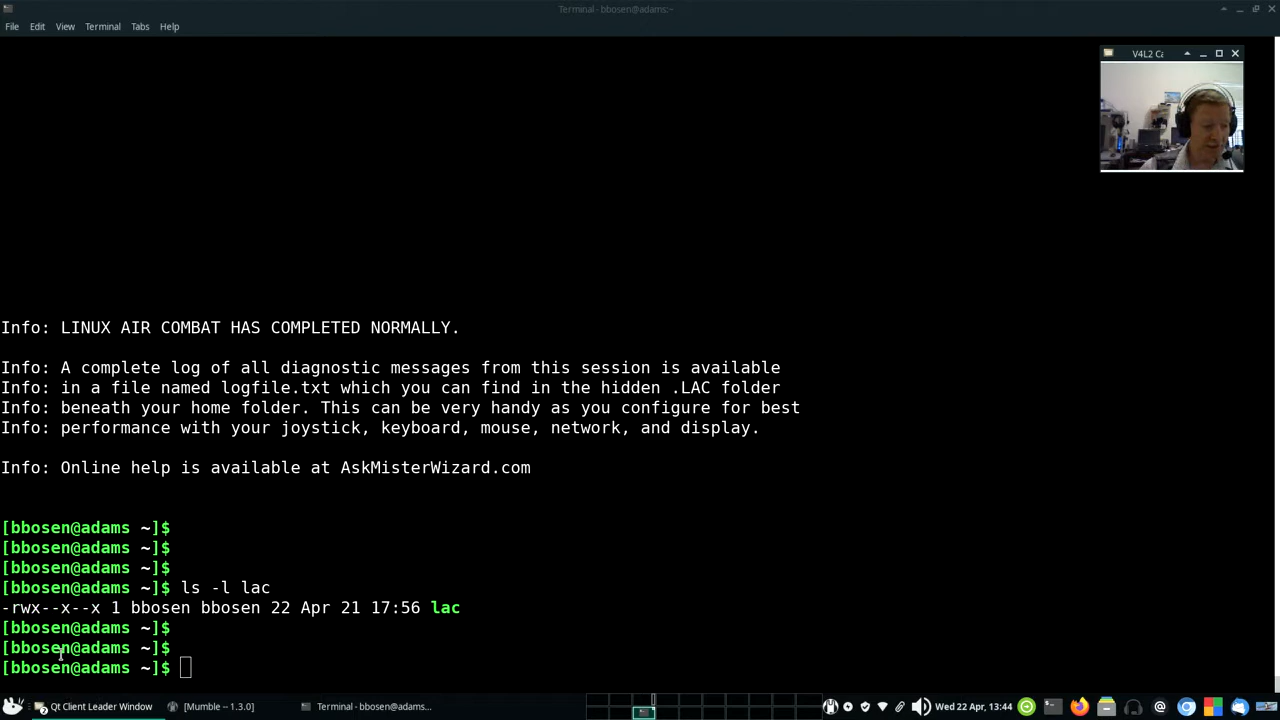 Terminal - bbosen@adams:~
File Edit View Terminal Tabs Help
V4L2 Ca
Info: LINUX AIR COMBAT HAS COMPLETED NORMALLY.
Info: A complete log of all diagnostic messages from this session is available
Info: in a file named logfile.txt which you can find in the hidden .LAC folder
Info: beneath your home folder. This can be very handy as you configure for best
Info: performance with your joystick, keyboard, mouse, network, and display.
Info: Online help is available at AskMisterWizard.com
[bbosen@adams ~]$
[bbosen@adams ~]$
[bbosen@adams ~]$
[bbosen@adams ~]$ ls -l lac
-rwx--x--x 1 bbosen bbosen 22 Apr 21 17:56 lac
[bbosen@adams ~]$
[bbosen@adams ~]$
[bbosen@adams ~]$
Qt Client Leader Window [Mumble -- 1.3.0] Terminal - bbosen@adams... Wed 22 Apr, 13:44